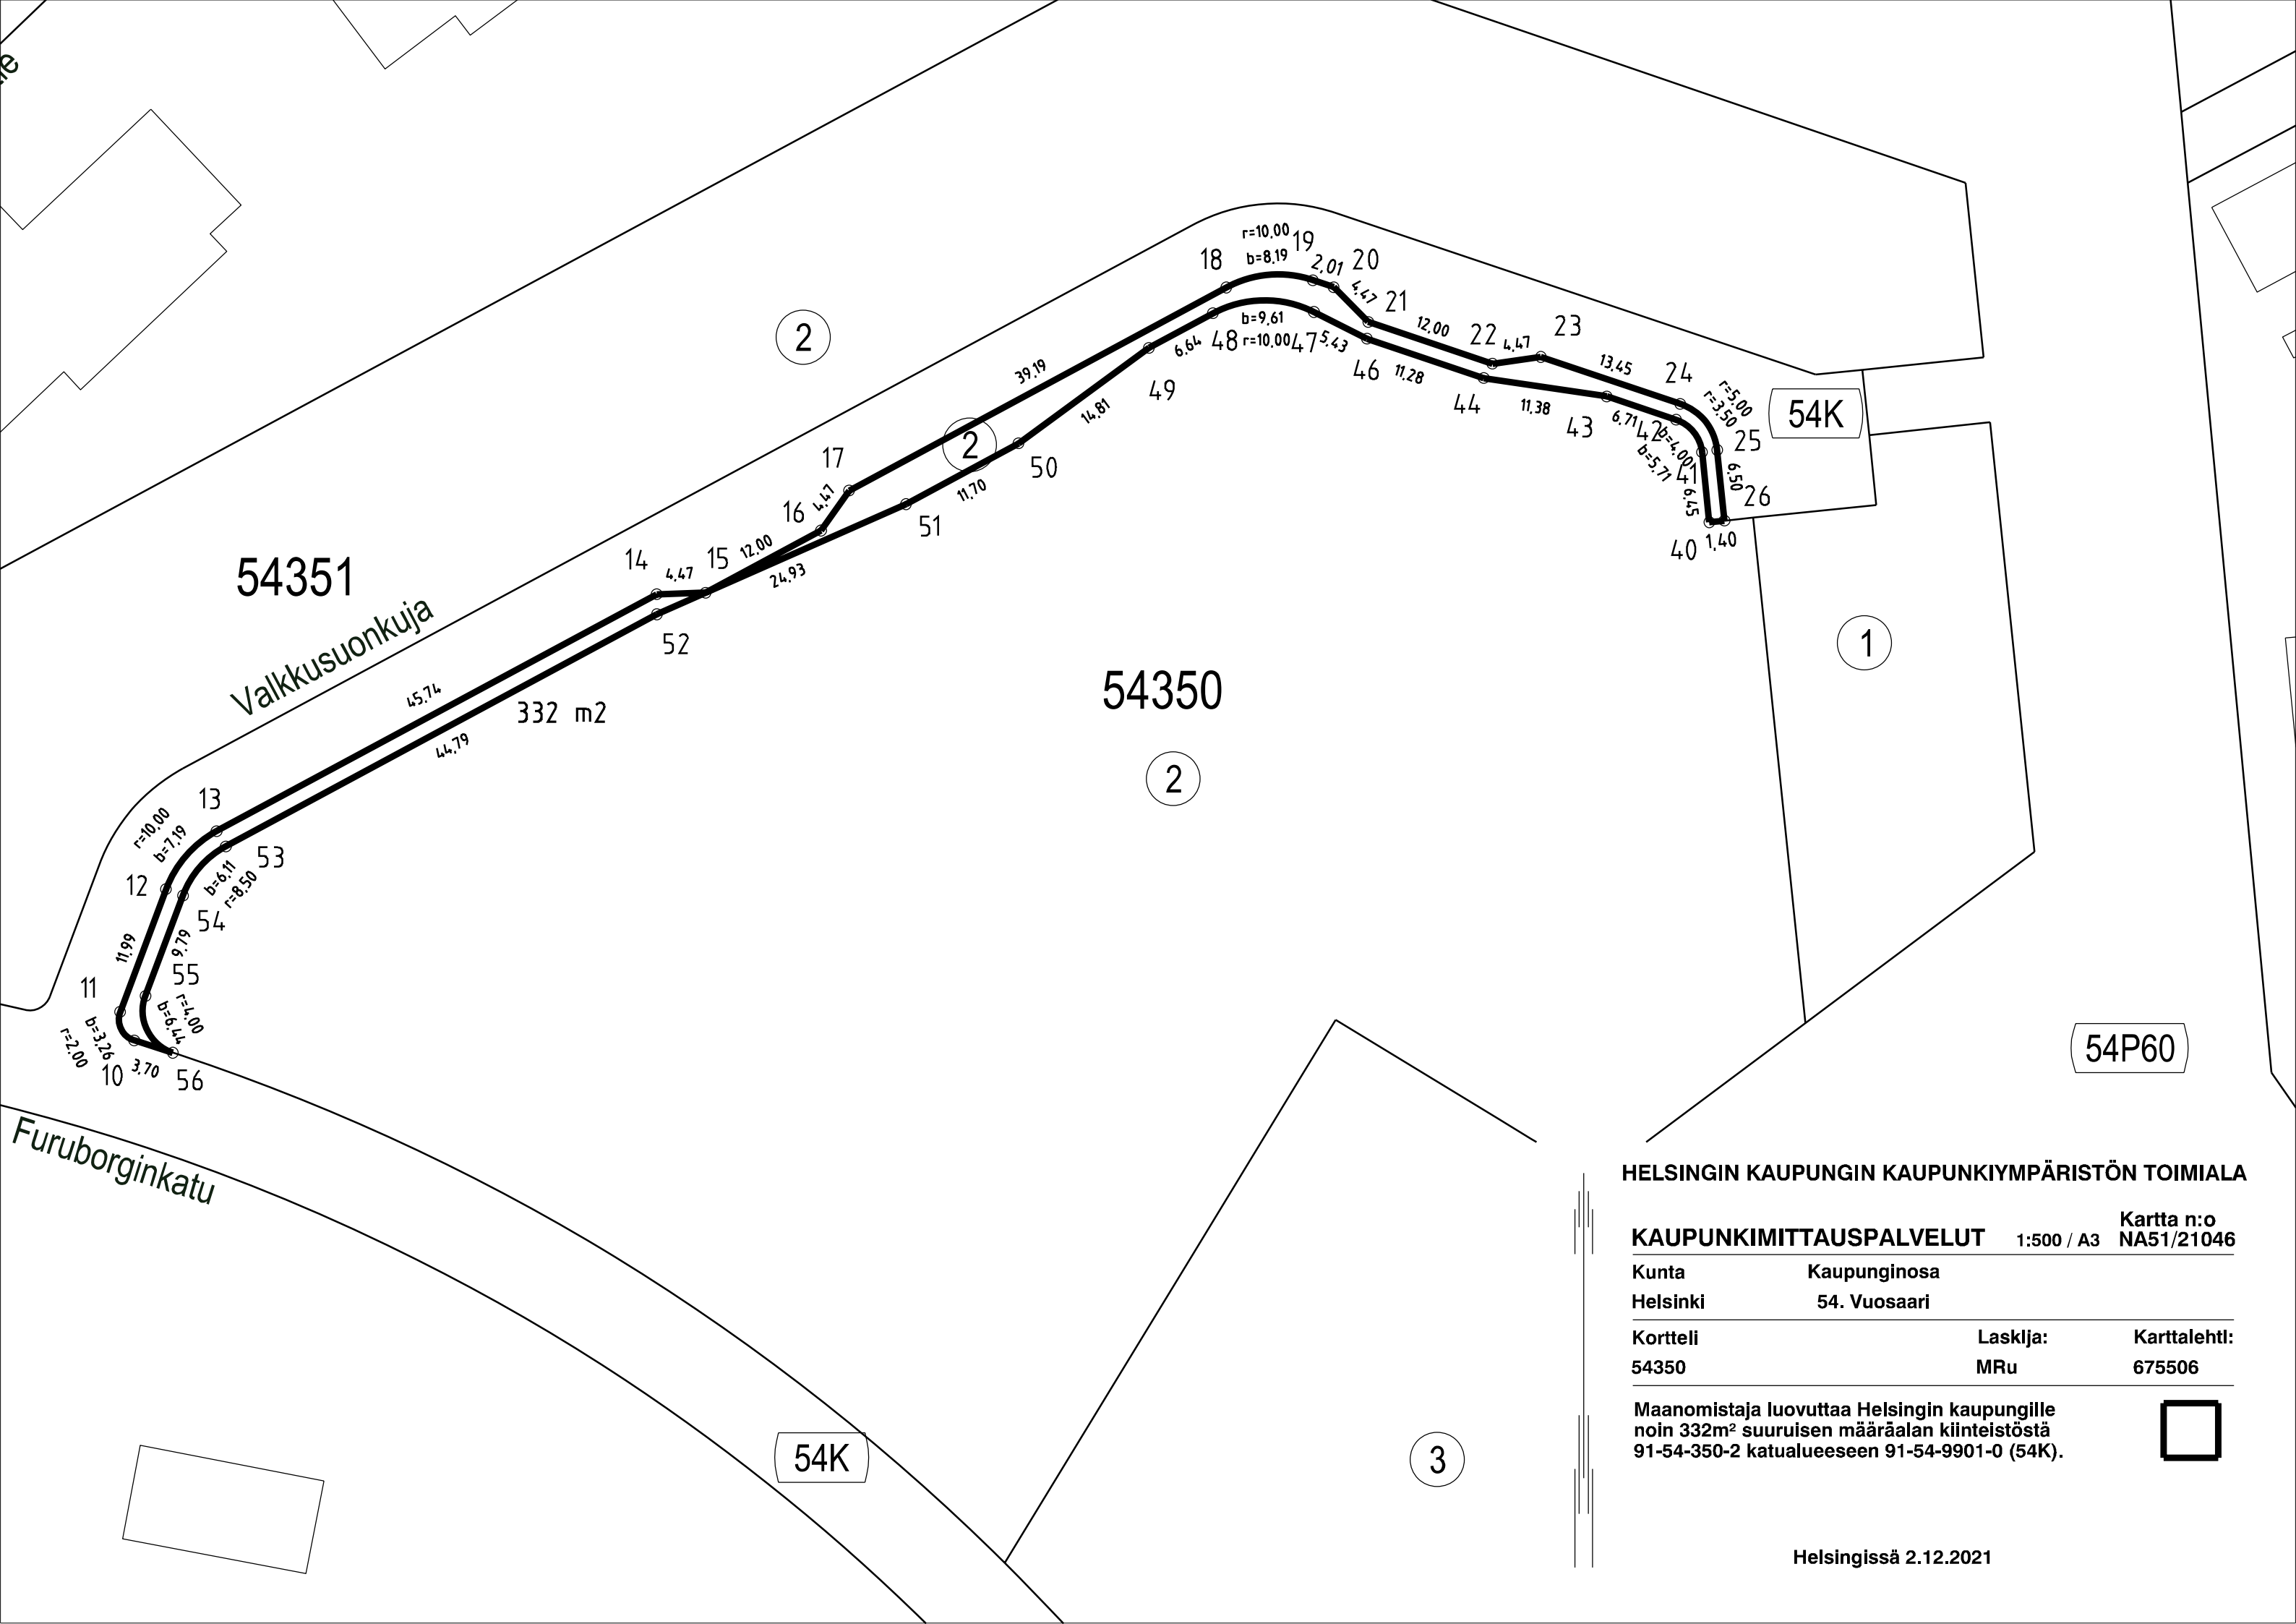 18
r=10,00
b=8,19
19
2,01
20
4,47
21
12,00
22
4,47
23
13,45
24
r=5,00
r=3,50
25
6,50
26
54K
2
39,19
6,64
48
b=9,61
r=10,00
47
5,43
46
11,28
44
11,38
43
6,71
42
b=4,00
b=5,71
41
6,45
40
1,40
49
14,81
2
50
11,70
17
4,47
16
51
12,00
24,93
14
4,47
15
52
54351
Valkkusuonkuja
45,74
332 m2
44,79
54350
2
1
13
r=10,00
b=7,19
53
b=6,11
r=8,50
12
54
11,99
9,79
55
11
r=4,00
b=6,44
b=3,26
r=2,00
10
3,70
56
Furuborginkatu
54P60
54K
3
HELSINGIN KAUPUNGIN KAUPUNKIYMPÄRISTÖN TOIMIALA
Kartta n:o
KAUPUNKIMITTAUSPALVELUT 1:500 / A3 NA51/21046
Kunta Kaupunginosa
Helsinki 54. Vuosaari
Kortteli Laskija: Karttalehti:
54350 MRu 675506
Maanomistaja luovuttaa Helsingin kaupungille
noin 332m² suuruisen määräalan kiinteistöstä
91-54-350-2 katualueeseen 91-54-9901-0 (54K).
Helsingissä 2.12.2021